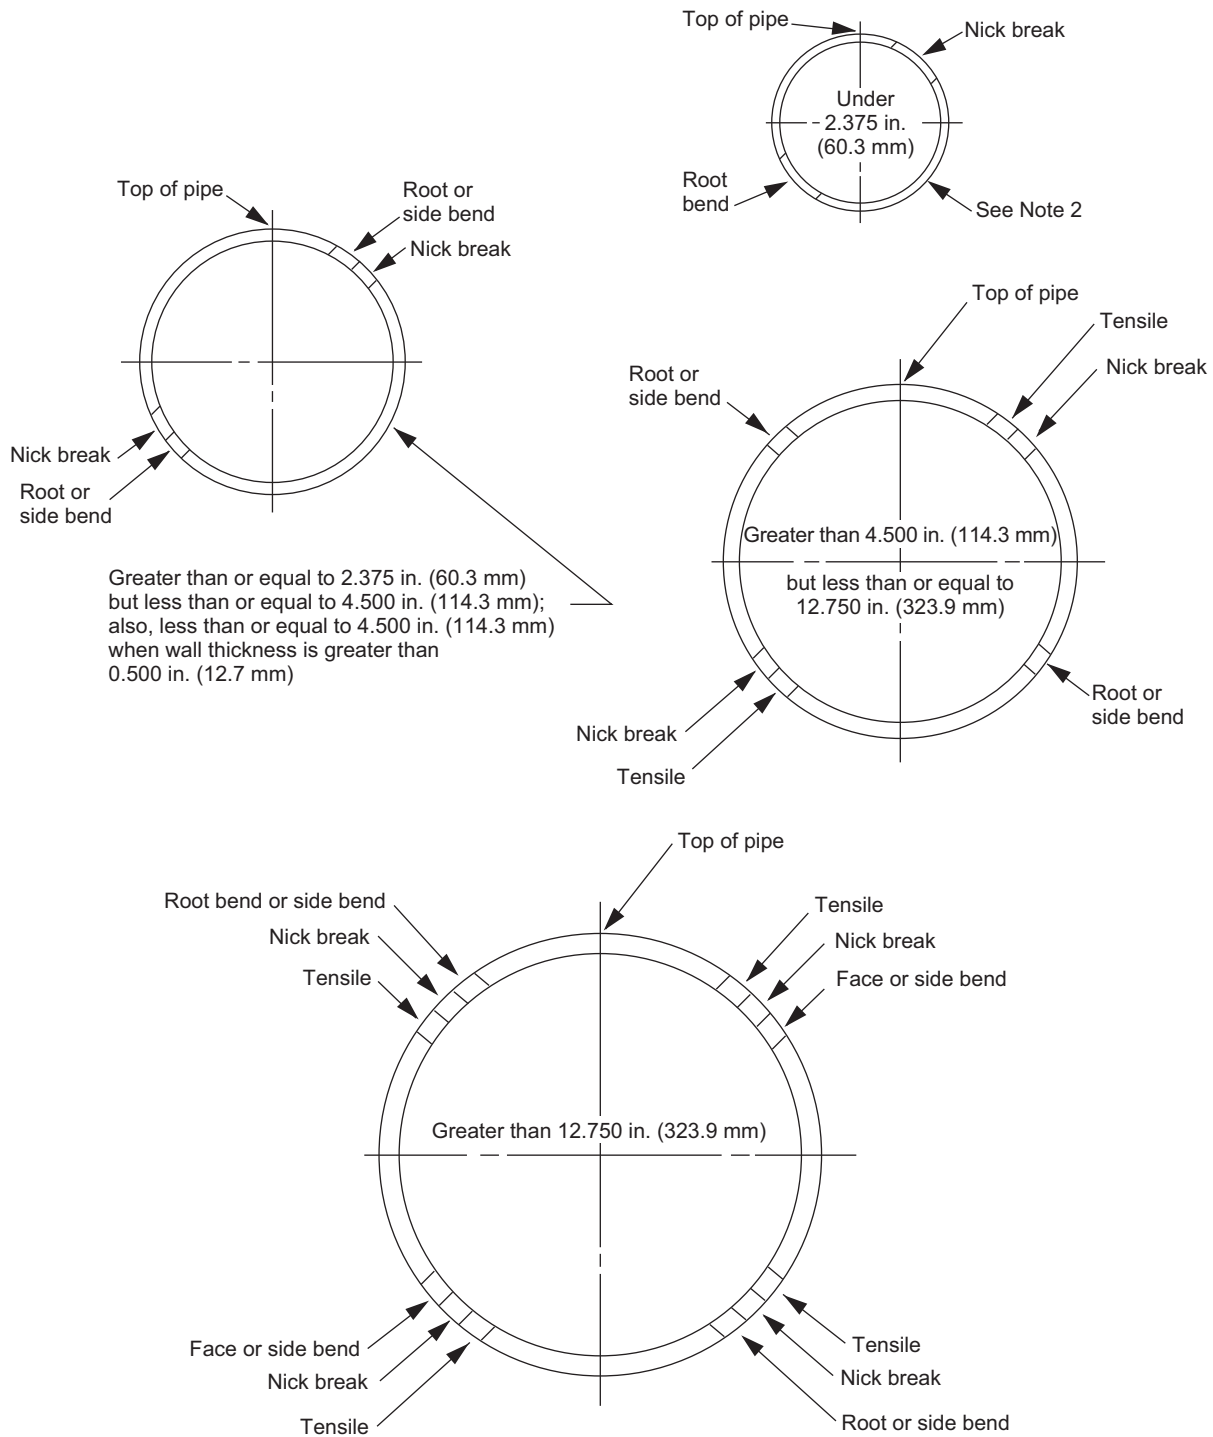 Top of pipe
Nick break
Under
2.375 in.
(60.3 mm)
Root
bend
See Note 2
Top of pipe
Root or
side bend
Nick break
Nick break
Root or
side bend
Greater than or equal to 2.375 in. (60.3 mm)
but less than or equal to 4.500 in. (114.3 mm);
also, less than or equal to 4.500 in. (114.3 mm)
when wall thickness is greater than
0.500 in. (12.7 mm)
Top of pipe
Tensile
Nick break
Root or
side bend
Greater than 4.500 in. (114.3 mm)
but less than or equal to
12.750 in. (323.9 mm)
Root or
side bend
Nick break
Tensile
Top of pipe
Root bend or side bend
Nick break
Tensile
Tensile
Nick break
Face or side bend
Greater than 12.750 in. (323.9 mm)
Face or side bend
Nick break
Tensile
Tensile
Nick break
Root or side bend